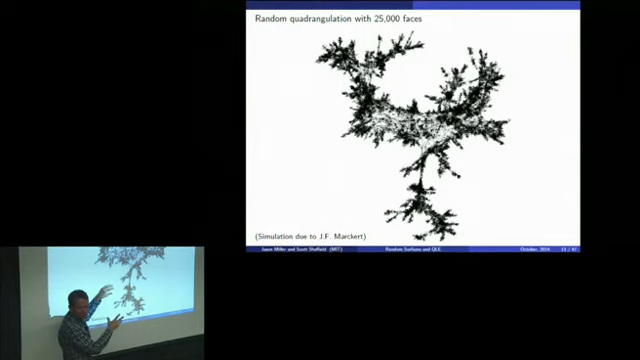 Random quadrangulation with 25,000 faces
(Simulation due to J.F. Marckert)
Jason Miller and Scott Sheffield (MIT)
Random Surfaces and QLE
October, 2014
13 / 47